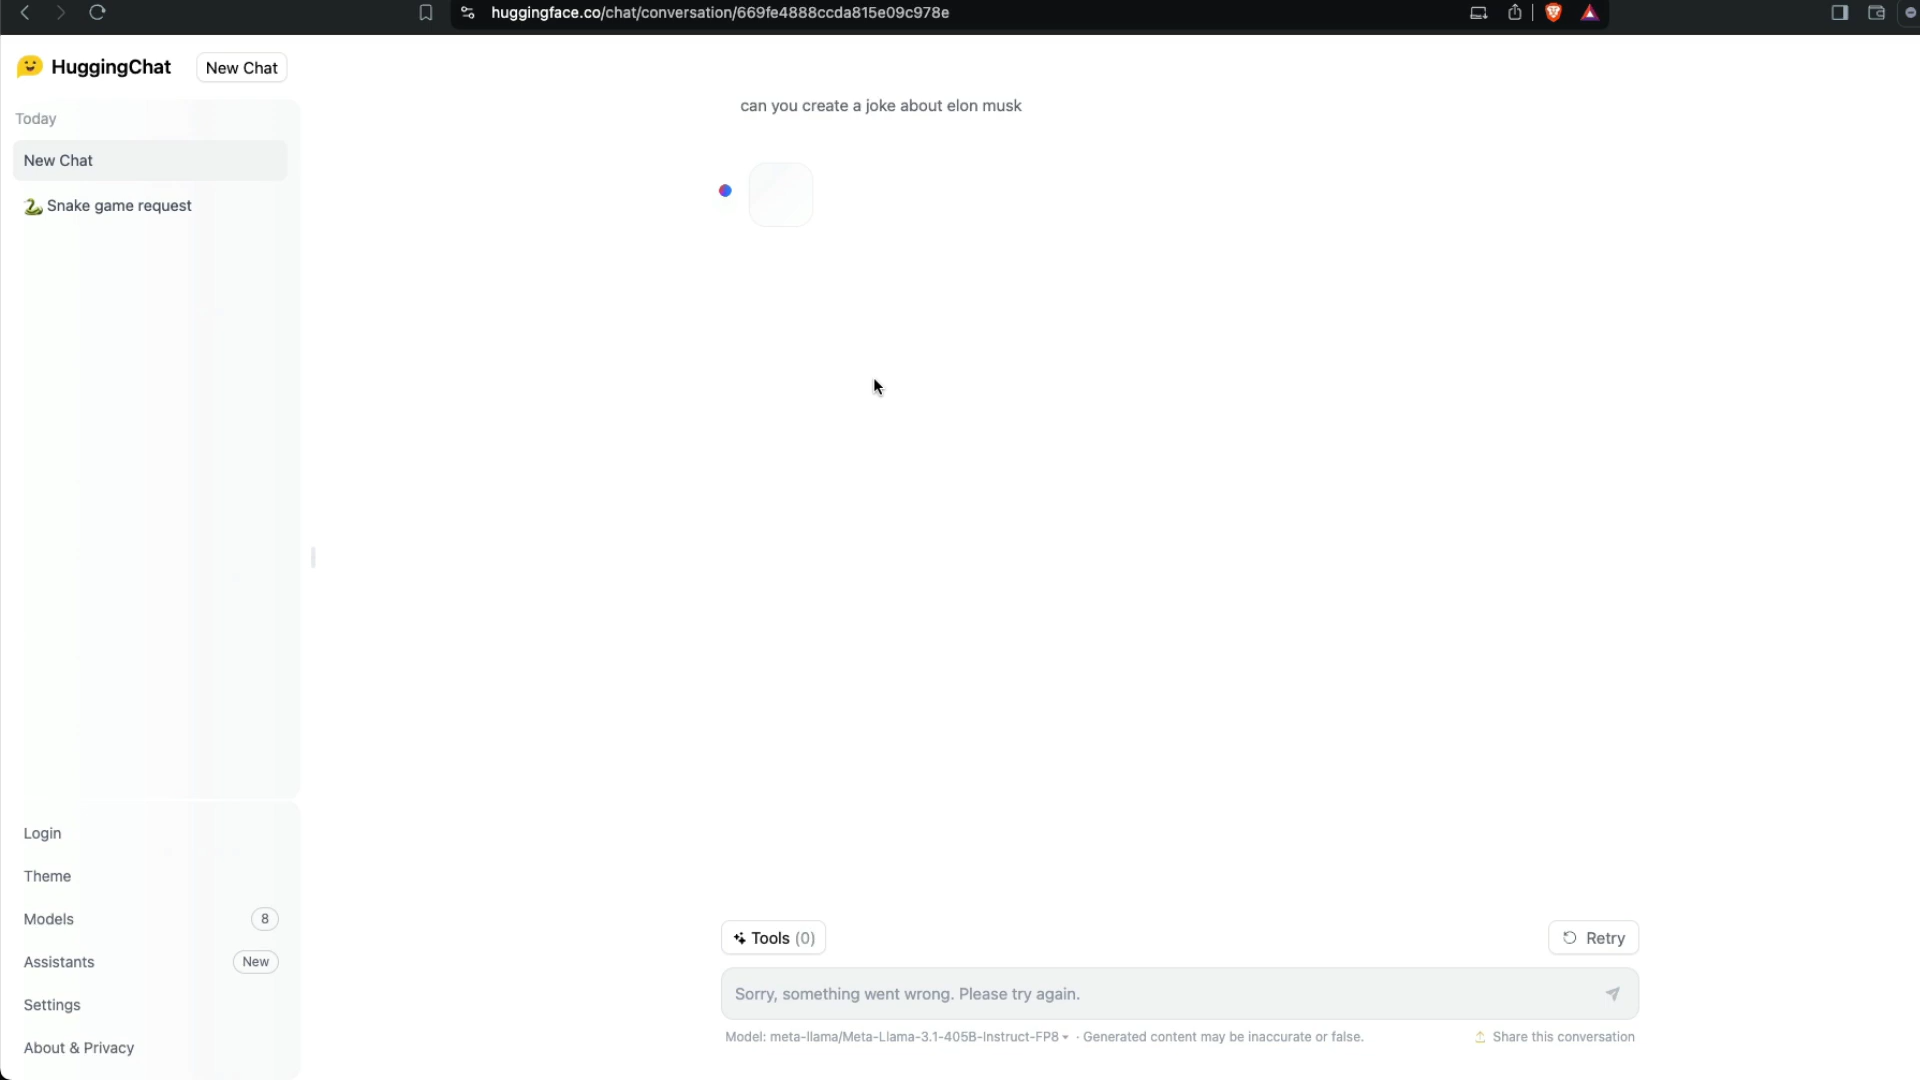 huggingface.co/chat/conversation/669fe4888ccda815e09c978e
HuggingChat
New Chat
Today
New Chat
Snake game request
can you create a joke about elon musk
Login
Theme
Models 8
Assistants New
Settings
About & Privacy
Tools (0)
Retry
Sorry, something went wrong. Please try again.
Model: meta-llama/Meta-Llama-3.1-405B-Instruct-FP8 · Generated content may be inaccurate or false.
Share this conversation